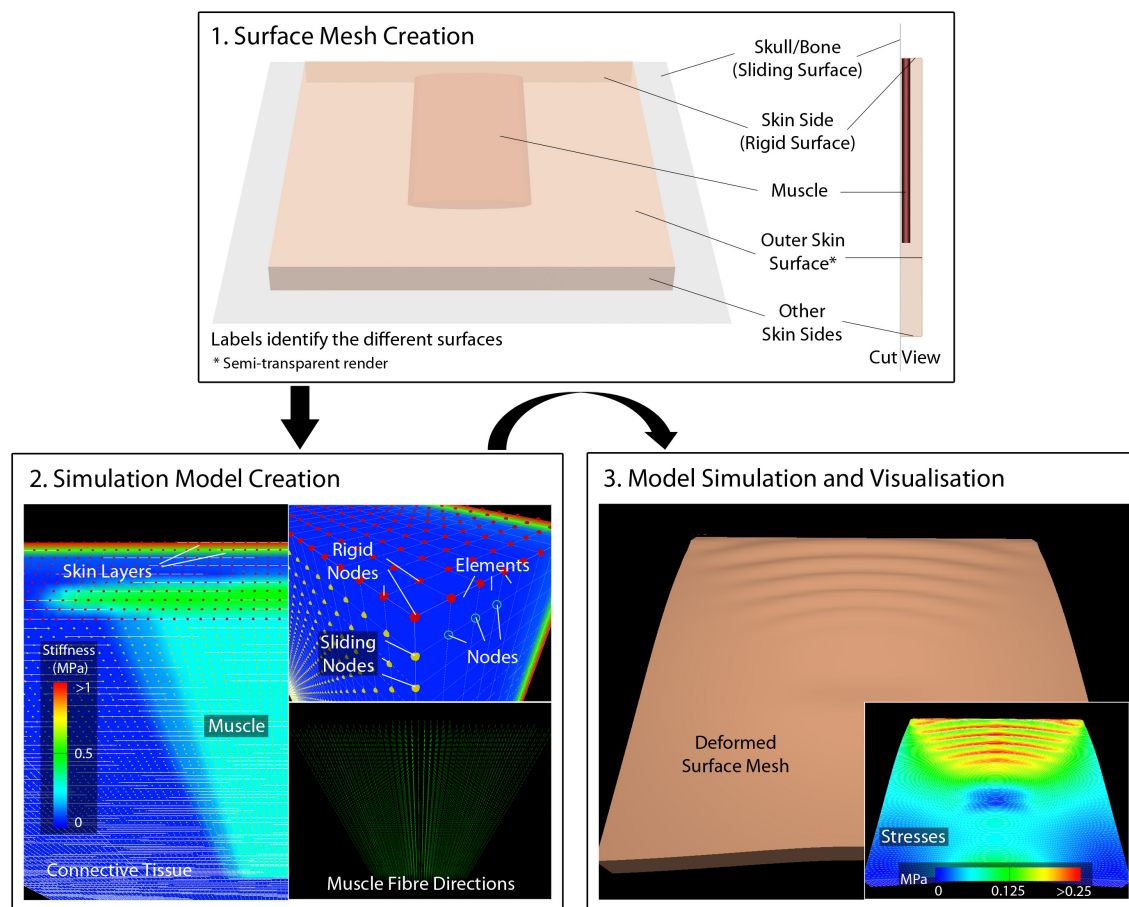 1. Surface Mesh Creation
Skull/Bone
(Sliding Surface)
Skin Side
(Rigid Surface)
Muscle
Outer Skin
Surface*
Other
Skin Sides
Cut View
Labels identify the different surfaces
* Semi-transparent render
2. Simulation Model Creation
Skin Layers
Stiffness
(MPa)
>1
0.5
0
Muscle
Connective Tissue
Rigid
Nodes
Elements
Sliding
Nodes
Nodes
Muscle Fibre Directions
3. Model Simulation and Visualisation
Deformed
Surface Mesh
Stresses
MPa
0 0.125 >0.25